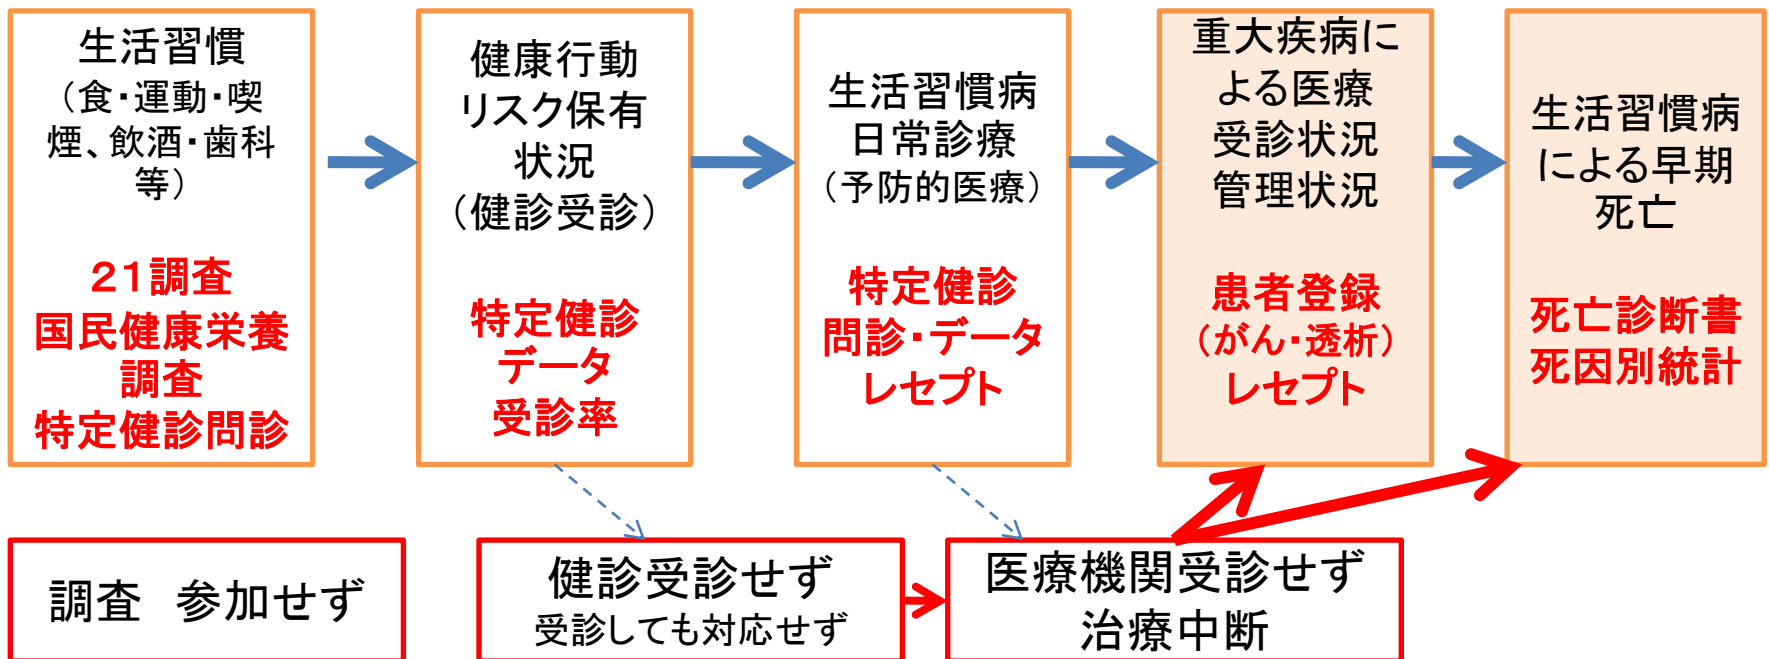 生活習慣
（食・運動・喫
煙、飲酒・歯科
等）
２１調査
国民健康栄養
調査
特定健診問診
健康行動
リスク保有
状況
（健診受診）
特定健診
データ
受診率
生活習慣病
日常診療
（予防的医療）
特定健診
問診・データ
レセプト
重大疾病に
よる医療
受診状況
管理状況
患者登録
（がん・透析）
レセプト
生活習慣病
による早期
死亡
死亡診断書
死因別統計
調査　参加せず
健診受診せず
受診しても対応せず
医療機関受診せず
治療中断